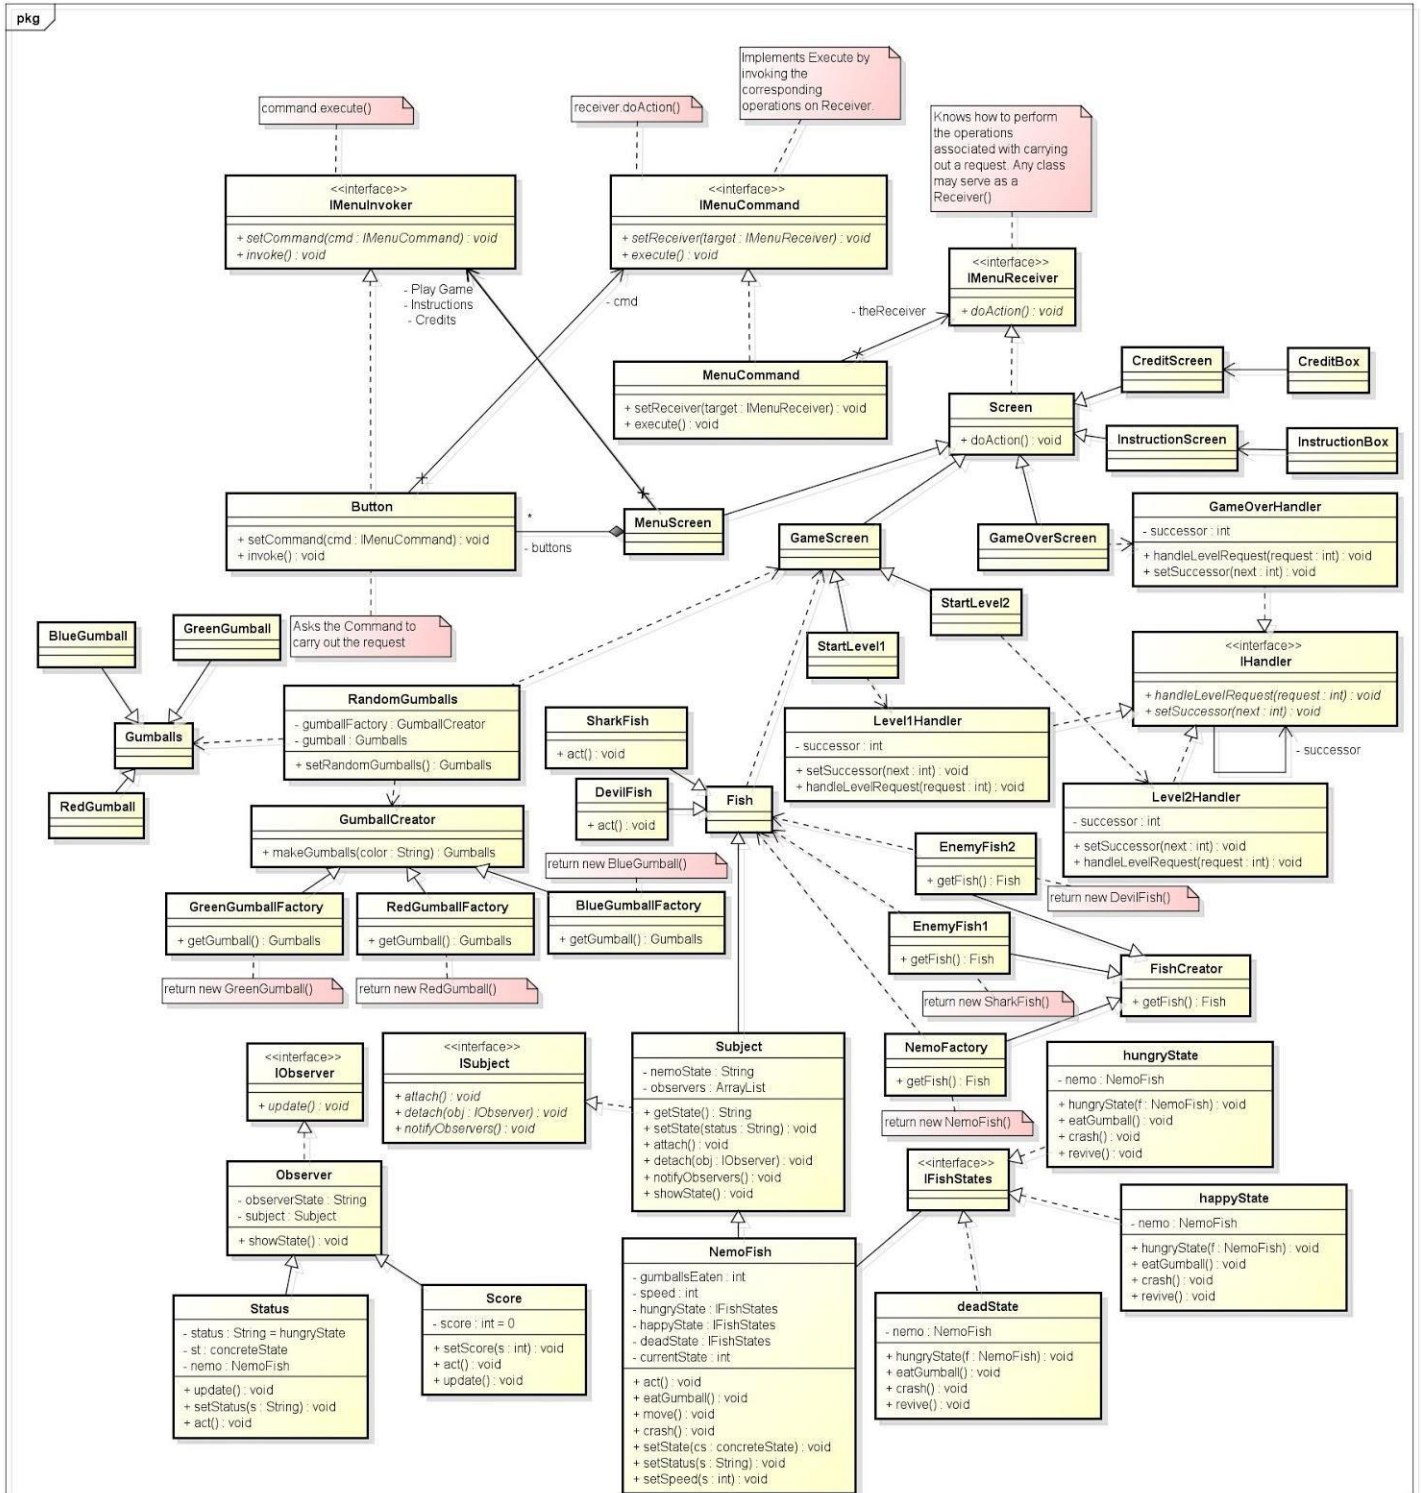 pkg
command.execute()
receiver.doAction()
Implements Execute by
invoking the
corresponding
operations on Receiver.
Knows how to perform
the operations
associated with carrying
out a request. Any class
may serve as a
Receiver()
<<interface>>
IMenuInvoker
+ setCommand(cmd : IMenuCommand) : void
+ invoke() : void
<<interface>>
IMenuCommand
+ setReceiver(target : IMenuReceiver) : void
+ execute() : void
<<interface>>
IMenuReceiver
+ doAction() : void
- Play Game
- Instructions
- Credits
- cmd
- theReceiver
MenuCommand
+ setReceiver(target : IMenuReceiver) : void
+ execute() : void
Screen
+ doAction() : void
CreditScreen
CreditBox
InstructionScreen
InstructionBox
Button
+ setCommand(cmd : IMenuCommand) : void
+ invoke() : void
*
- buttons
MenuScreen
GameScreen
GameOverScreen
GameOverHandler
- successor : int
+ handleLevelRequest(request : int) : void
+ setSuccessor(next : int) : void
Asks the Command to
carry out the request
BlueGumball
GreenGumball
Gumballs
RedGumball
RandomGumballs
- gumballFactory : GumballCreator
- gumball : Gumballs
+ setRandomGumballs() : Gumballs
StartLevel1
StartLevel2
<<interface>>
IHandler
+ handleLevelRequest(request : int) : void
+ setSuccessor(next : int) : void
- successor
Level1Handler
- successor : int
+ setSuccessor(next : int) : void
+ handleLevelRequest(request : int) : void
Level2Handler
- successor : int
+ setSuccessor(next : int) : void
+ handleLevelRequest(request : int) : void
SharkFish
+ act() : void
DevilFish
+ act() : void
Fish
GumballCreator
+ makeGumballs(color : String) : Gumballs
return new BlueGumball()
GreenGumballFactory
+ getGumball() : Gumballs
RedGumballFactory
+ getGumball() : Gumballs
BlueGumballFactory
+ getGumball() : Gumballs
return new GreenGumball()
return new RedGumball()
EnemyFish2
+ getFish() : Fish
return new DevilFish()
EnemyFish1
+ getFish() : Fish
return new SharkFish()
FishCreator
+ getFish() : Fish
NemoFactory
+ getFish() : Fish
return new NemoFish()
<<interface>>
IObserver
+ update() : void
<<interface>>
ISubject
+ attach() : void
+ detach(obj : IObserver) : void
+ notifyObservers() : void
Subject
- nemoState : String
- observers : ArrayList
+ getState() : String
+ setState(status : String) : void
+ attach() : void
+ detach(obj : IObserver) : void
+ notifyObservers() : void
+ showState() : void
hungryState
- nemo : NemoFish
+ hungryState(f : NemoFish) : void
+ eatGumball() : void
+ crash() : void
+ revive() : void
<<interface>>
IFishStates
happyState
- nemo : NemoFish
+ hungryState(f : NemoFish) : void
+ eatGumball() : void
+ crash() : void
+ revive() : void
Observer
- observerState : String
- subject : Subject
+ showState() : void
Status
- status : String = hungryState
- st : concreteState
- nemo : NemoFish
+ update() : void
+ setStatus(s : String) : void
+ act() : void
Score
- score : int = 0
+ setScore(s : int) : void
+ act() : void
+ update() : void
NemoFish
- gumballsEaten : int
- speed : int
- hungryState : IFishStates
- happyState : IFishStates
- deadState : IFishStates
- currentState : int
+ act() : void
+ eatGumball() : void
+ move() : void
+ crash() : void
+ setState(cs : concreteState) : void
+ setStatus(s : String) : void
+ setSpeed(s : int) : void
deadState
- nemo : NemoFish
+ hungryState(f : NemoFish) : void
+ eatGumball() : void
+ crash() : void
+ revive() : void